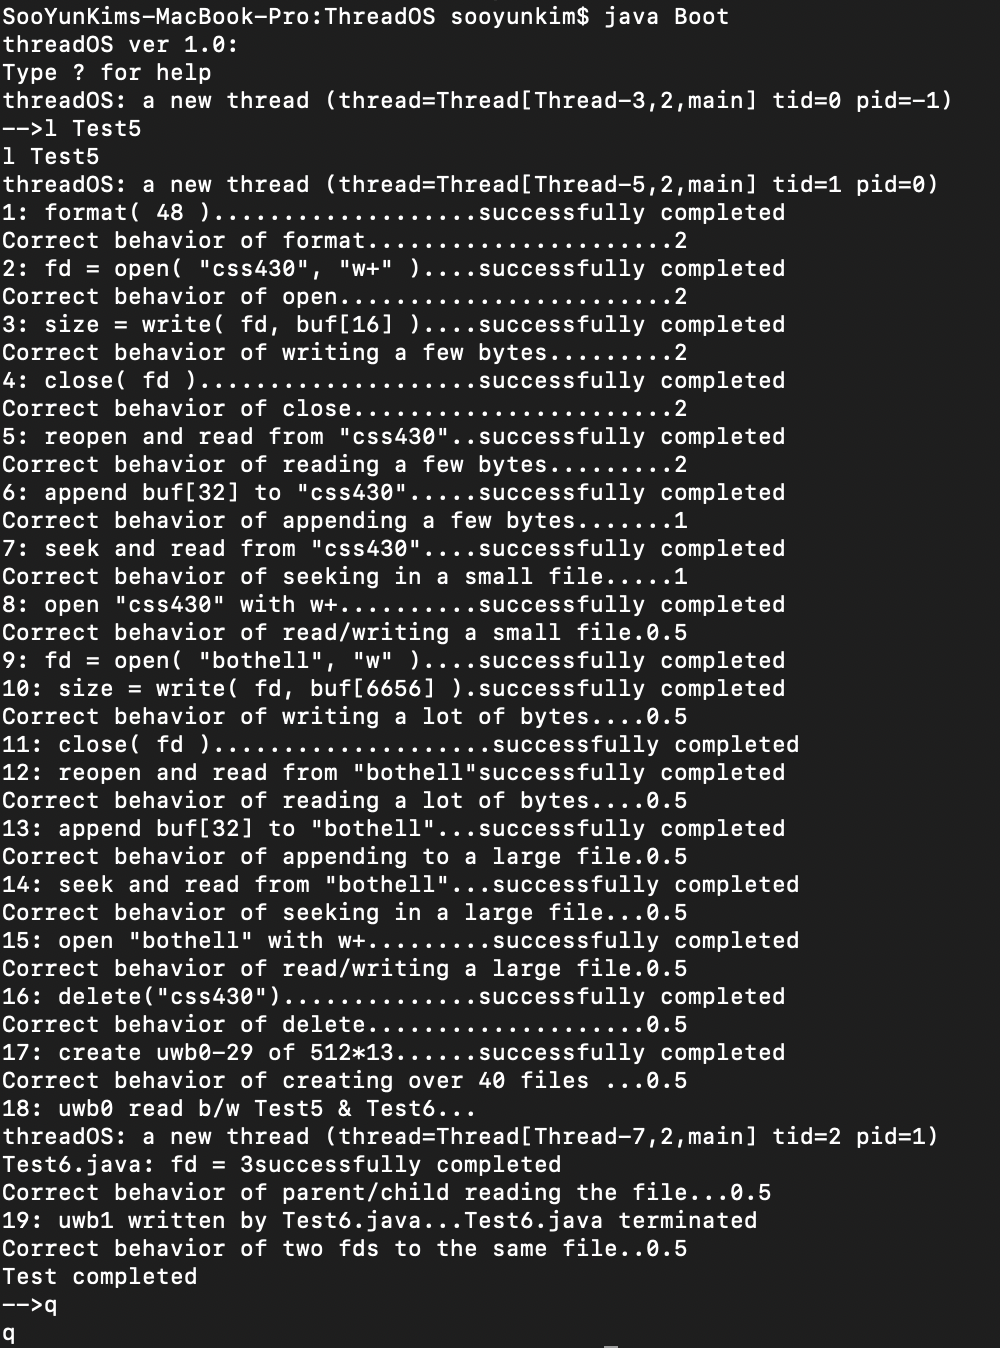 SooYunKims-MacBook-Pro:ThreadOS sooyunkim$ java Boot
threadOS ver 1.0:
Type ? for help
threadOS: a new thread (thread=Thread[Thread-3,2,main] tid=0 pid=-1)
-->l Test5
l Test5
threadOS: a new thread (thread=Thread[Thread-5,2,main] tid=1 pid=0)
1: format( 48 )...................successfully completed
Correct behavior of format......................2
2: fd = open( "css430", "w+" )....successfully completed
Correct behavior of open........................2
3: size = write( fd, buf[16] )....successfully completed
Correct behavior of writing a few bytes.........2
4: close( fd )....................successfully completed
Correct behavior of close.......................2
5: reopen and read from "css430"..successfully completed
Correct behavior of reading a few bytes.........2
6: append buf[32] to "css430".....successfully completed
Correct behavior of appending a few bytes.......1
7: seek and read from "css430"....successfully completed
Correct behavior of seeking in a small file.....1
8: open "css430" with w+..........successfully completed
Correct behavior of read/writing a small file.0.5
9: fd = open( "bothell", "w" )....successfully completed
10: size = write( fd, buf[6656] ).successfully completed
Correct behavior of writing a lot of bytes....0.5
11: close( fd )....................successfully completed
12: reopen and read from "bothell"successfully completed
Correct behavior of reading a lot of bytes....0.5
13: append buf[32] to "bothell"...successfully completed
Correct behavior of appending to a large file.0.5
14: seek and read from "bothell"...successfully completed
Correct behavior of seeking in a large file...0.5
15: open "bothell" with w+.........successfully completed
Correct behavior of read/writing a large file.0.5
16: delete("css430")..............successfully completed
Correct behavior of delete....................0.5
17: create uwb0-29 of 512*13......successfully completed
Correct behavior of creating over 40 files ...0.5
18: uwb0 read b/w Test5 & Test6...
threadOS: a new thread (thread=Thread[Thread-7,2,main] tid=2 pid=1)
Test6.java: fd = 3successfully completed
Correct behavior of parent/child reading the file...0.5
19: uwb1 written by Test6.java...Test6.java terminated
Correct behavior of two fds to the same file..0.5
Test completed
-->q
q